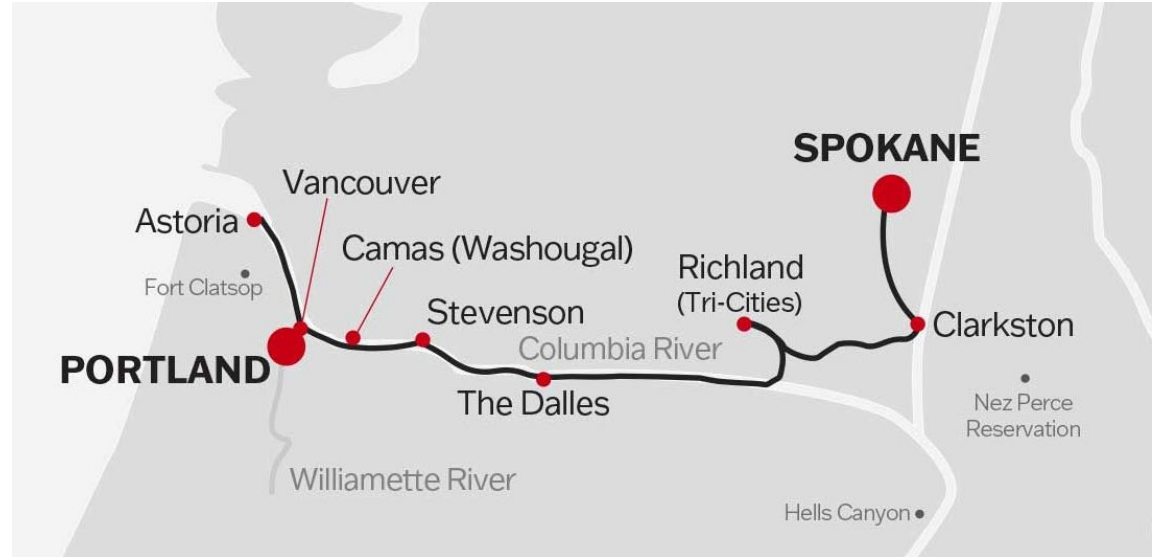 SPOKANE
Vancouver
Astoria
Camas (Washougal)
Fort Clatsop
Richland
(Tri-Cities)
Stevenson
Clarkston
Columbia River
PORTLAND
The Dalles
Nez Perce
Reservation
Williamette River
Hells Canyon